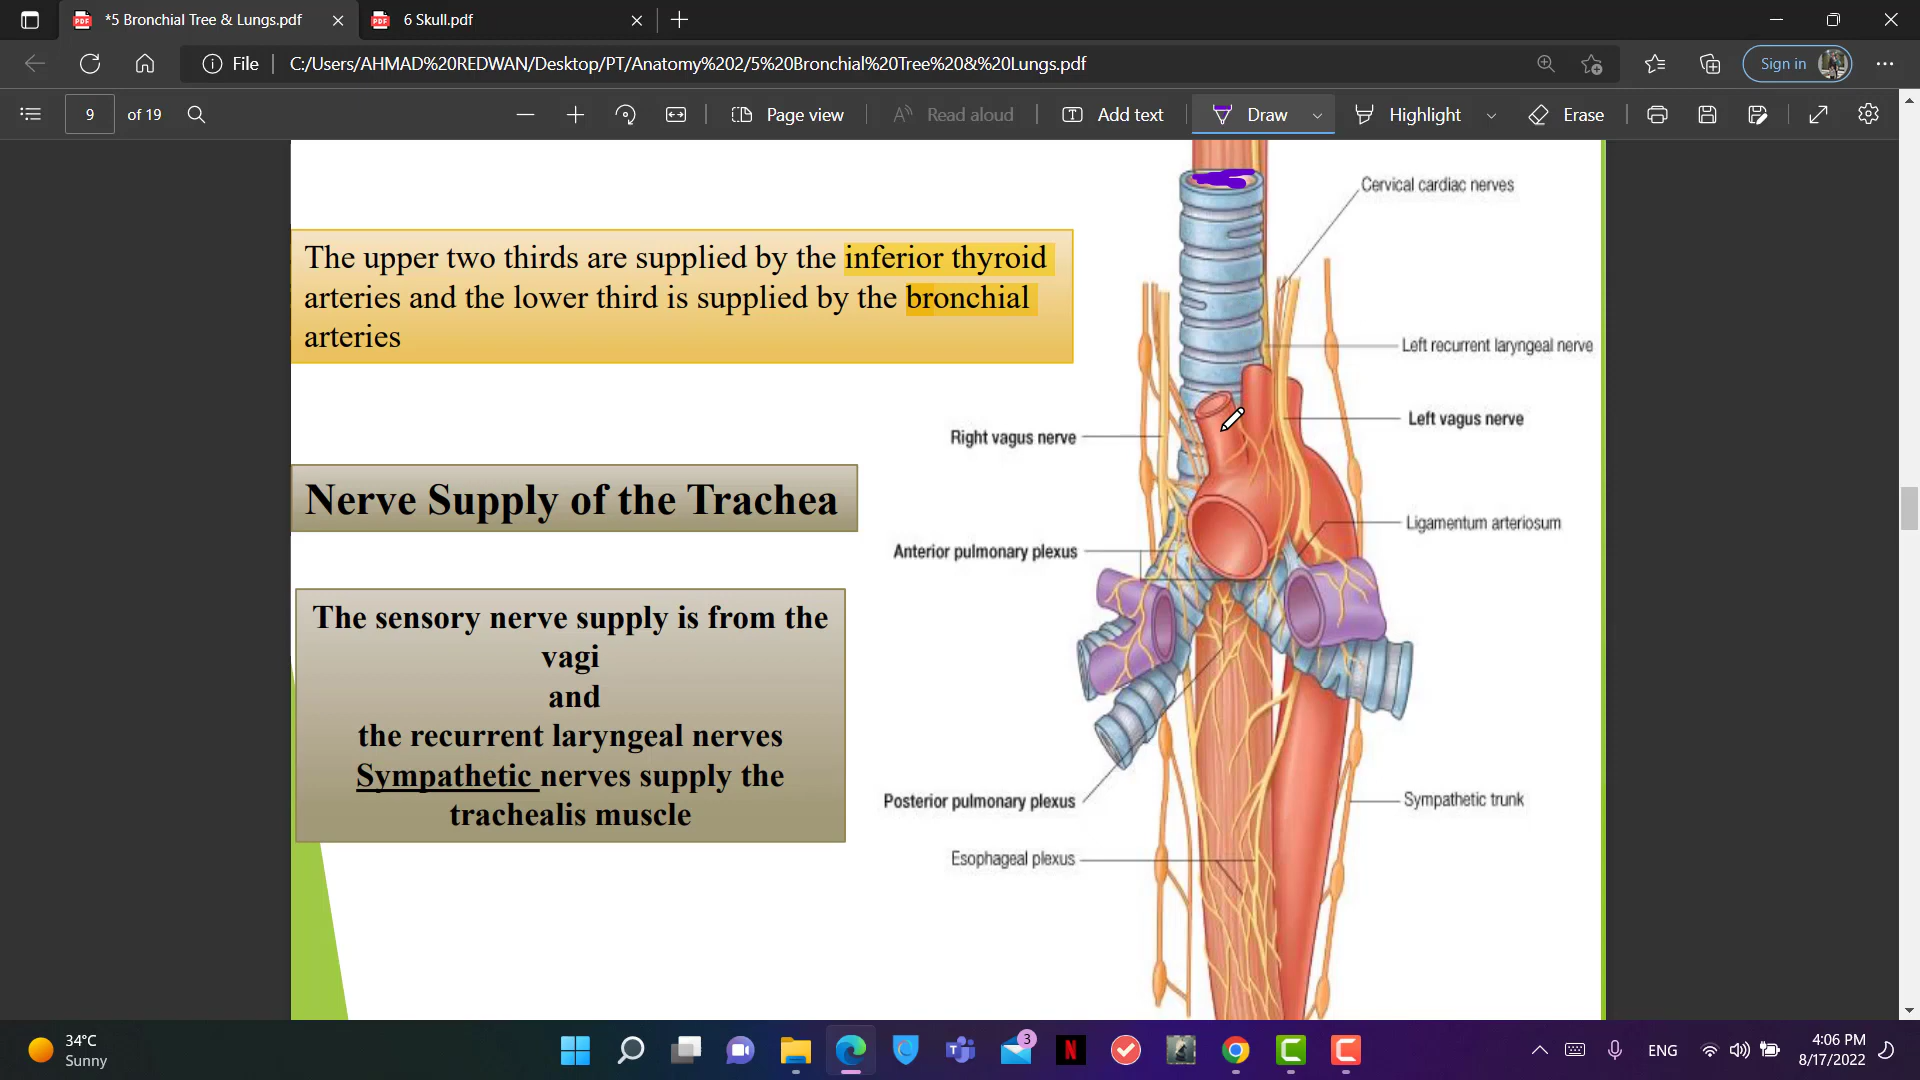 *5 Bronchial Tree & Lungs.pdf
6 Skull.pdf
File
C:/Users/AHMAD%20REDWAN/Desktop/PT/Anatomy%202/5%20Bronchial%20Tree%20&%20Lungs.pdf
Sign in
9
of 19
Page view
Read aloud
Add text
Draw
Highlight
Erase
The upper two thirds are supplied by the inferior thyroid
arteries and the lower third is supplied by the bronchial
arteries
Nerve Supply of the Trachea
The sensory nerve supply is from the
vagi
and
the recurrent laryngeal nerves
Sympathetic nerves supply the
trachealis muscle
Cervical cardiac nerves
Left recurrent laryngeal nerve
Left vagus nerve
Right vagus nerve
Ligamentum arteriosum
Anterior pulmonary plexus
Posterior pulmonary plexus
Sympathetic trunk
Esophageal plexus
34°C
Sunny
3
ENG
4:06 PM
8/17/2022